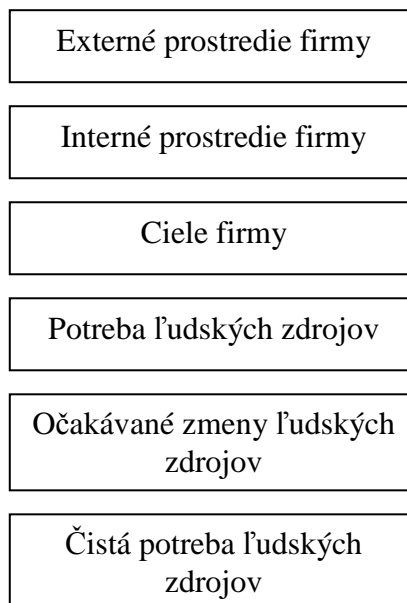 Externé prostredie firmy
Interné prostredie firmy
Ciele firmy
Potreba ľudských zdrojov
Očakávané zmeny ľudských
zdrojov
Čistá potreba ľudských
zdrojov